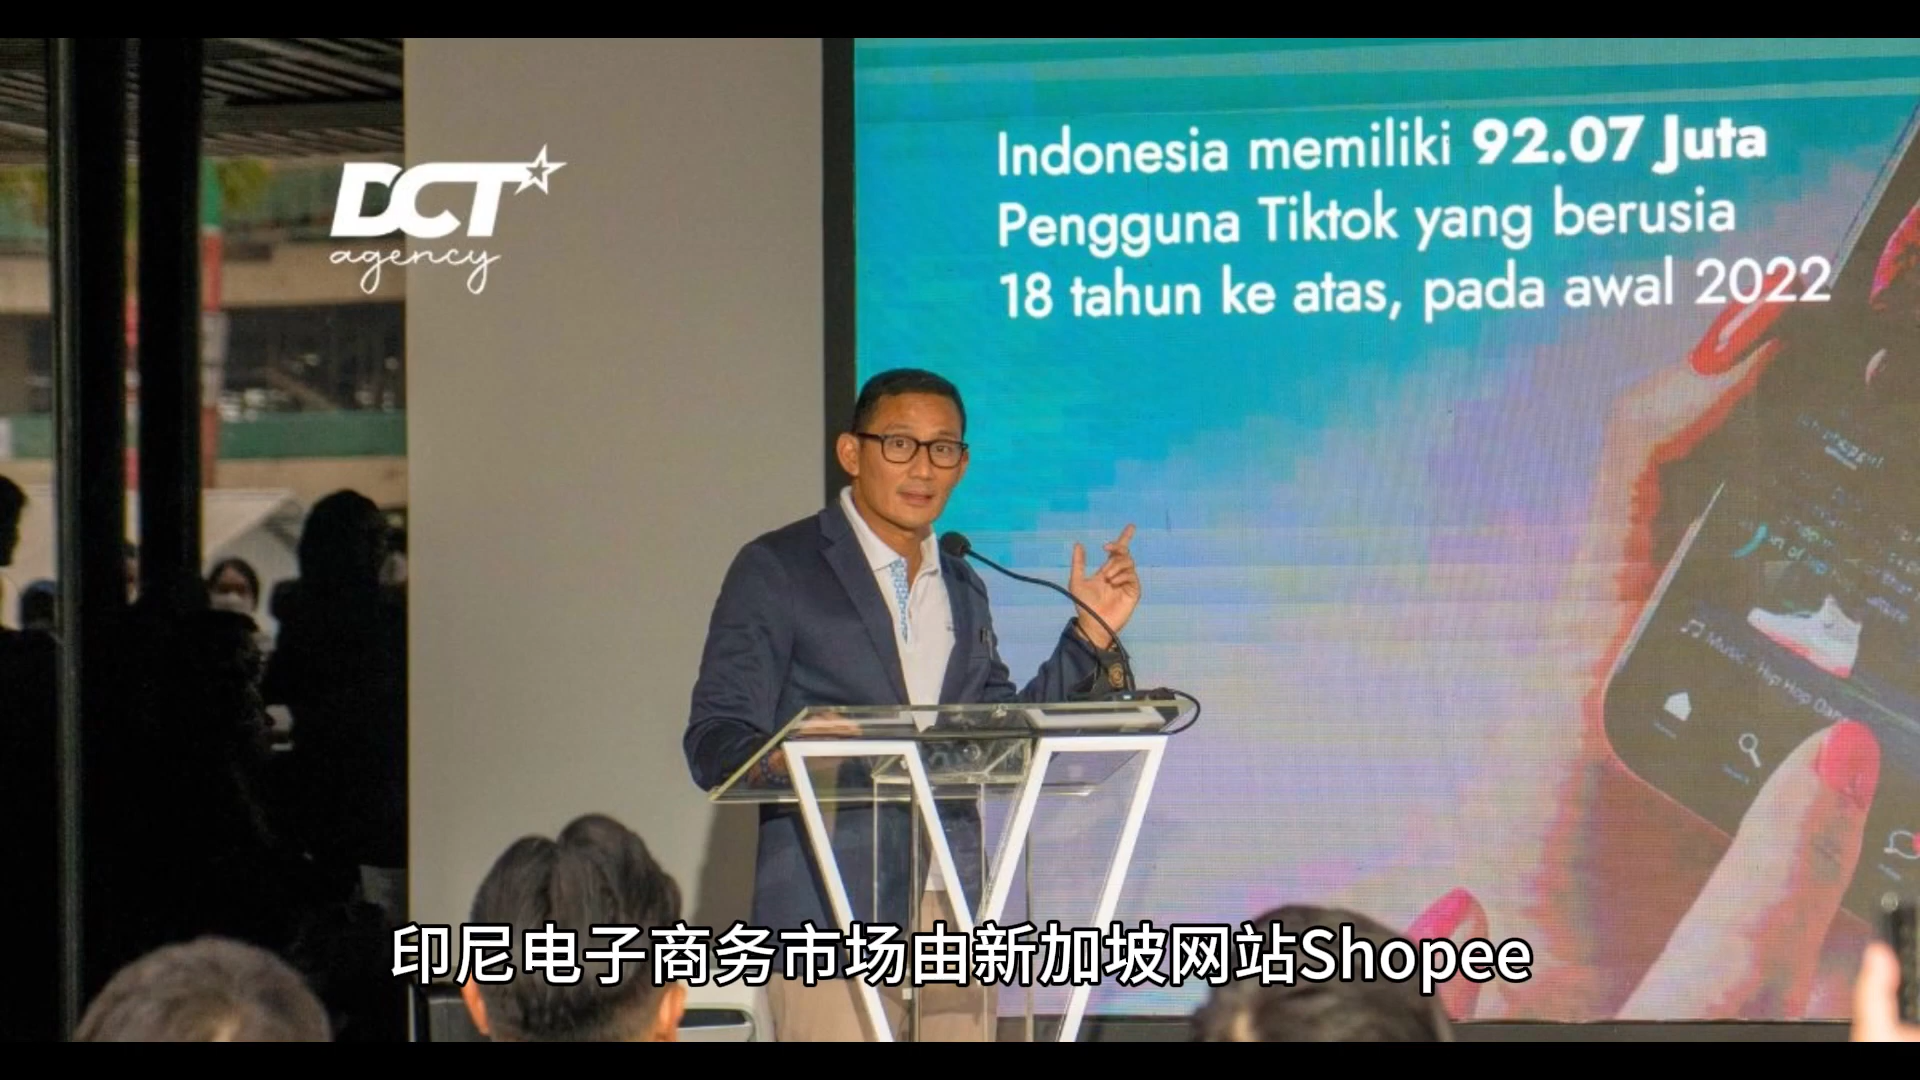 DCT
agency
Indonesia memiliki 92.07 Juta
Pengguna Tiktok yang berusia
18 tahun ke atas, pada awal 2022
印尼电子商务市场由新加坡网站Shopee